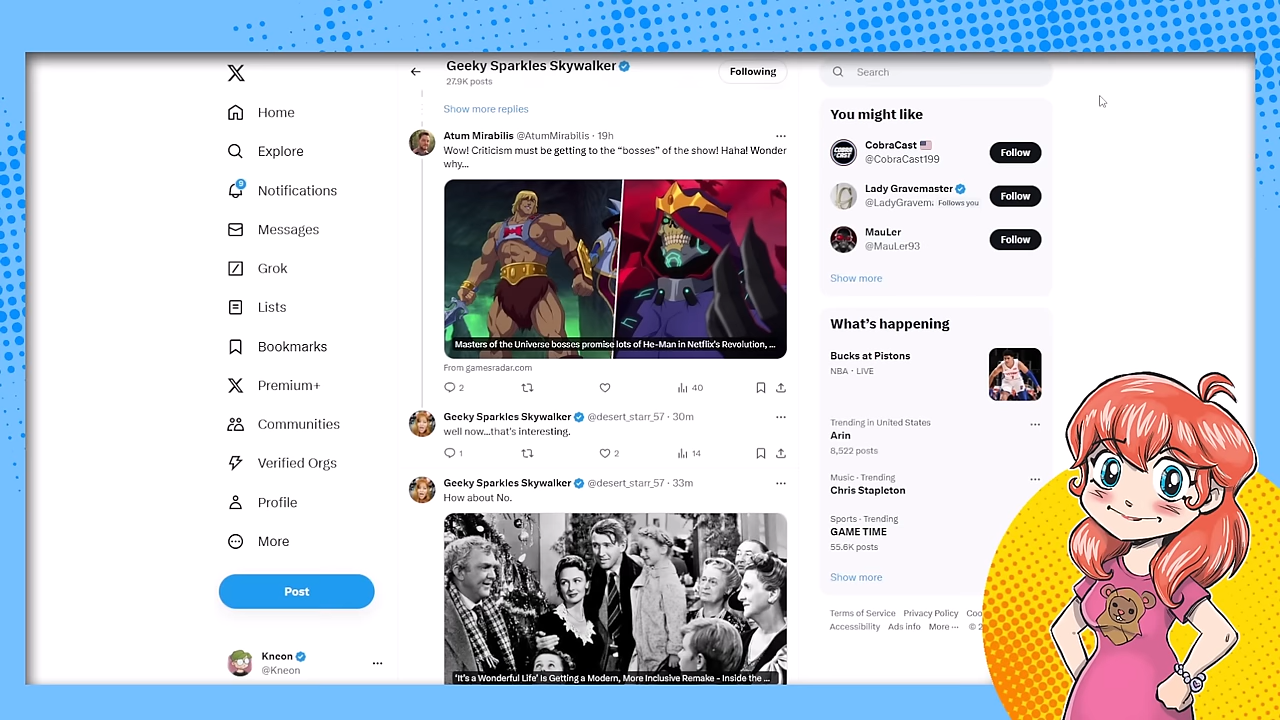 Home
Explore
9
Notifications
Messages
Grok
Lists
Bookmarks
Premium+
Communities
Verified Orgs
Profile
More
Post
Kneon
@Kneon
Geeky Sparkles Skywalker
27.9K posts
Following
Show more replies
Atum Mirabilis @AtumMirabilis · 19h
Wow! Criticism must be getting to the “bosses” of the show! Haha! Wonder
why...
Masters of the Universe bosses promise lots of He-Man in Netflix's Revolution, ...
From gamesradar.com
2
40
Geeky Sparkles Skywalker @desert_starr_57 · 30m
well now...that's interesting.
1
2
14
Geeky Sparkles Skywalker @desert_starr_57 · 33m
How about No.
'It's a Wonderful Life' Is Getting a Modern, More Inclusive Remake - Inside the ...
Search
You might like
CobraCast
@CobraCast199
Follow
Lady Gravemaster
@LadyGravem. Follows you
Follow
MauLer
@MauLer93
Follow
Show more
What's happening
Bucks at Pistons
NBA · LIVE
Trending in United States
Arin
8,522 posts
Music · Trending
Chris Stapleton
Sports · Trending
GAME TIME
55.6K posts
Show more
Terms of Service Privacy Policy Coo
Accessibility Ads info More ··· © 2